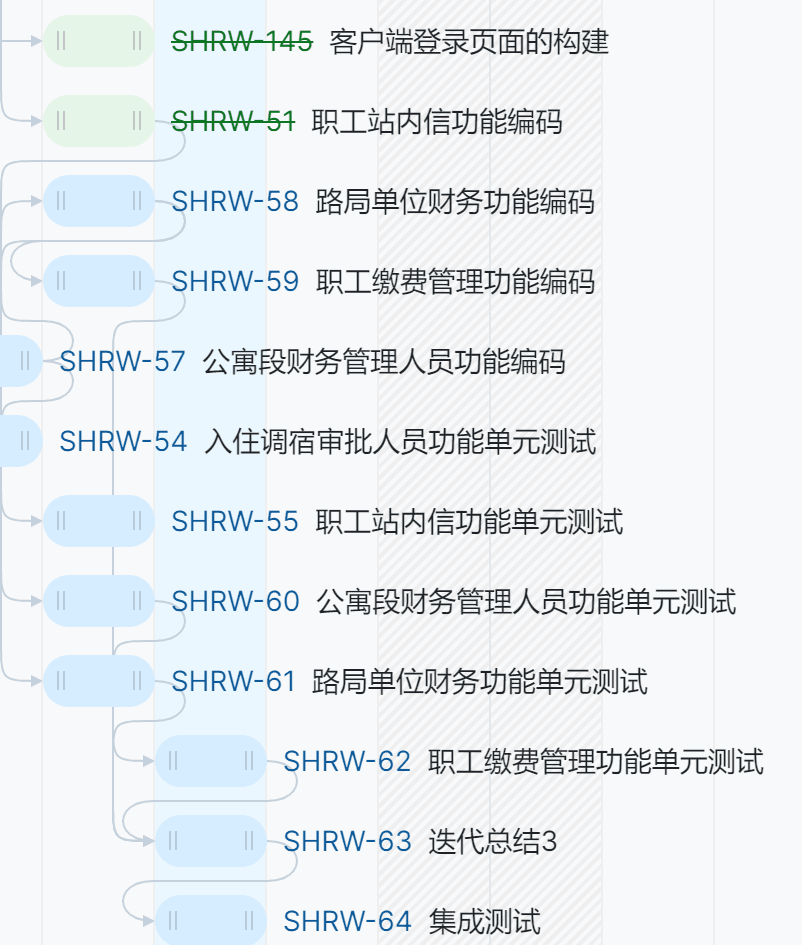 SHRW-145 客户端登录页面的构建
SHRW-51 职工站内信功能编码
SHRW-58 路局单位财务功能编码
SHRW-59 职工缴费管理功能编码
SHRW-57 公寓段财务管理人员功能编码
SHRW-54 入住调宿审批人员功能单元测试
SHRW-55 职工站内信功能单元测试
SHRW-60 公寓段财务管理人员功能单元测试
SHRW-61 路局单位财务功能单元测试
SHRW-62 职工缴费管理功能单元测试
SHRW-63 迭代总结3
SHRW-64 集成测试